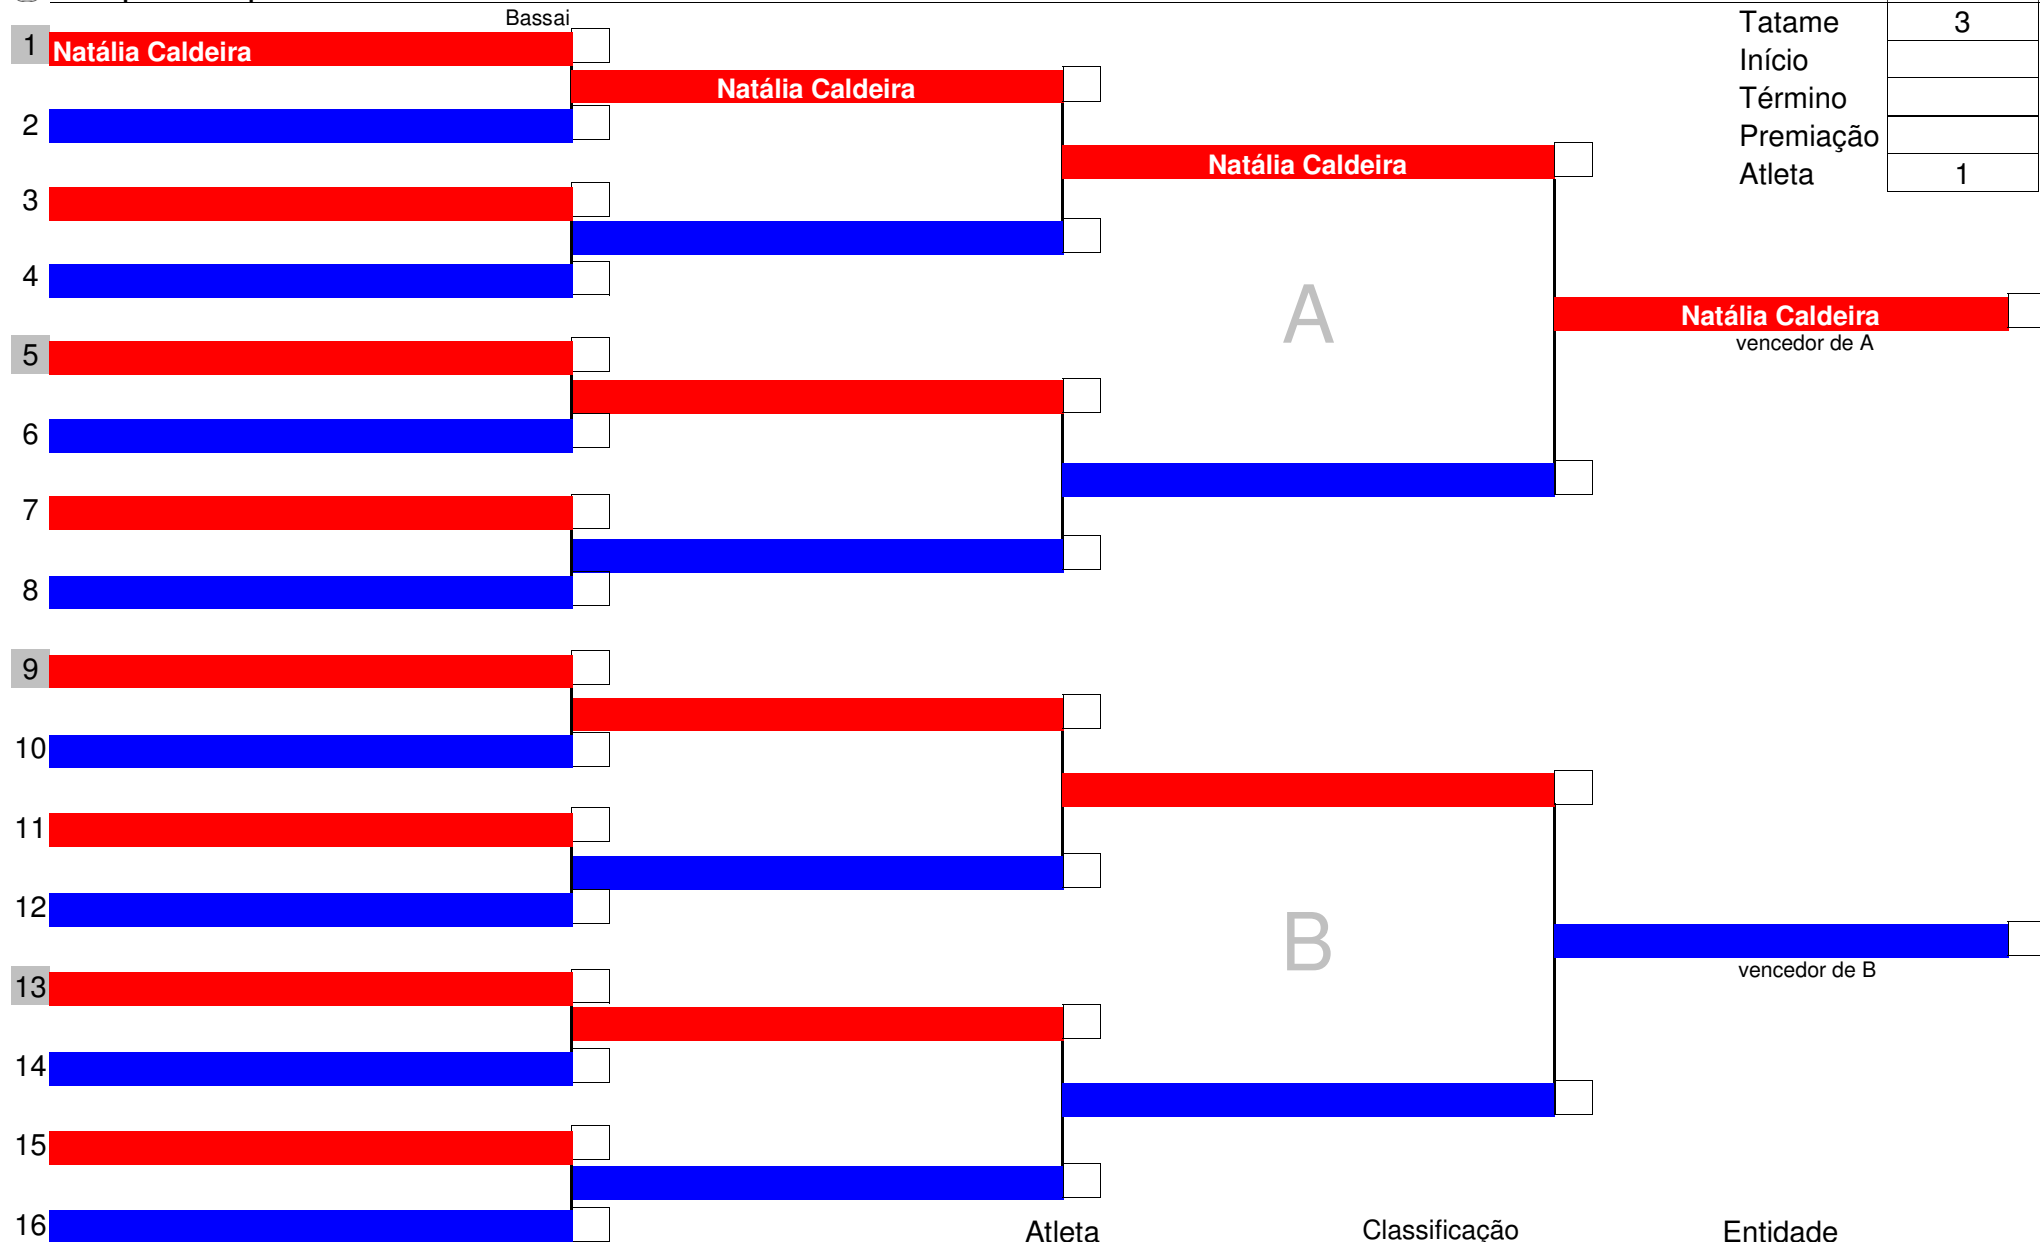 Bassai
Tatame 3
1 Natália Caldeira
Início
Natália Caldeira
Término
2
Premiação
Natália Caldeira
Atleta 1
3
4
Natália Caldeira
A
vencedor de A
5
6
7
8
9
10
11
12
B
vencedor de B
13
14
15
16
Atleta Classificação Entidade